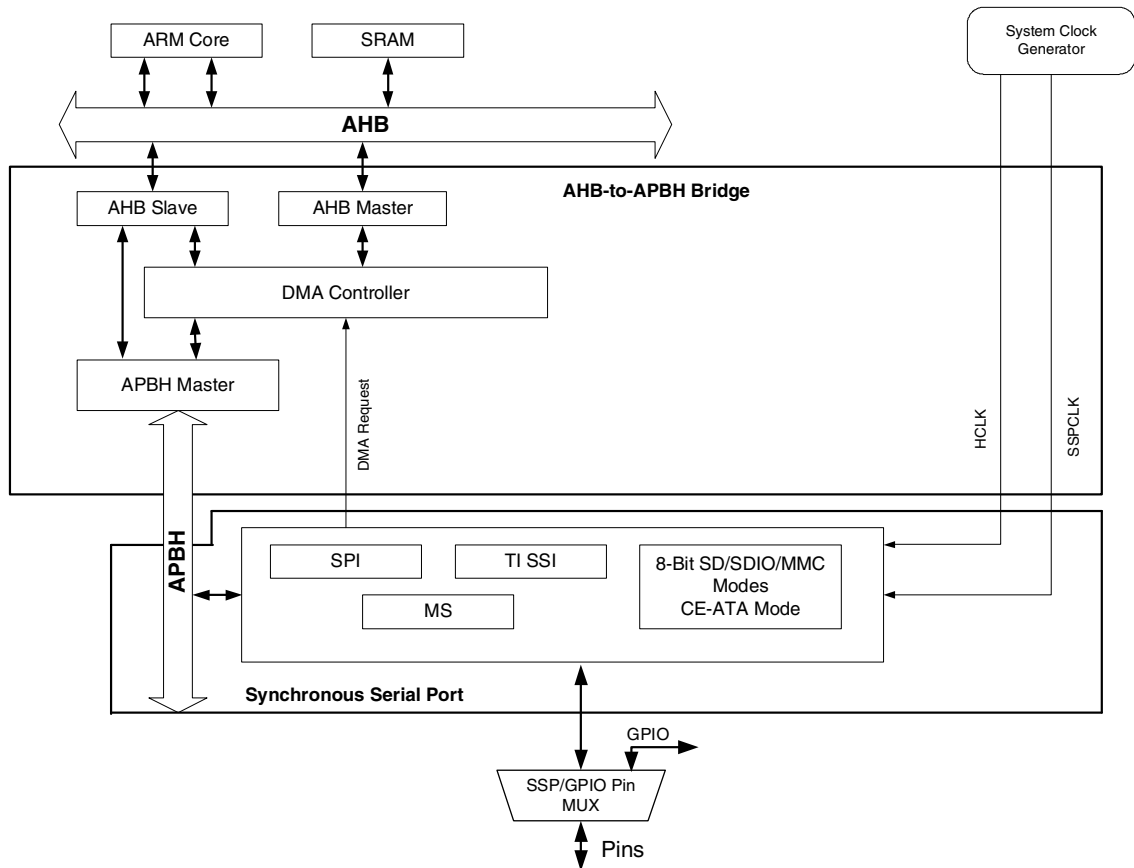 ARM Core
SRAM
System Clock
Generator
AHB
AHB-to-APBH Bridge
AHB Slave
AHB Master
DMA Controller
APBH Master
DMA Request
HCLK
SSPCLK
APBH
SPI
TI SSI
MS
8-Bit SD/SDIO/MMC
Modes
CE-ATA Mode
Synchronous Serial Port
GPIO
SSP/GPIO Pin
MUX
Pins